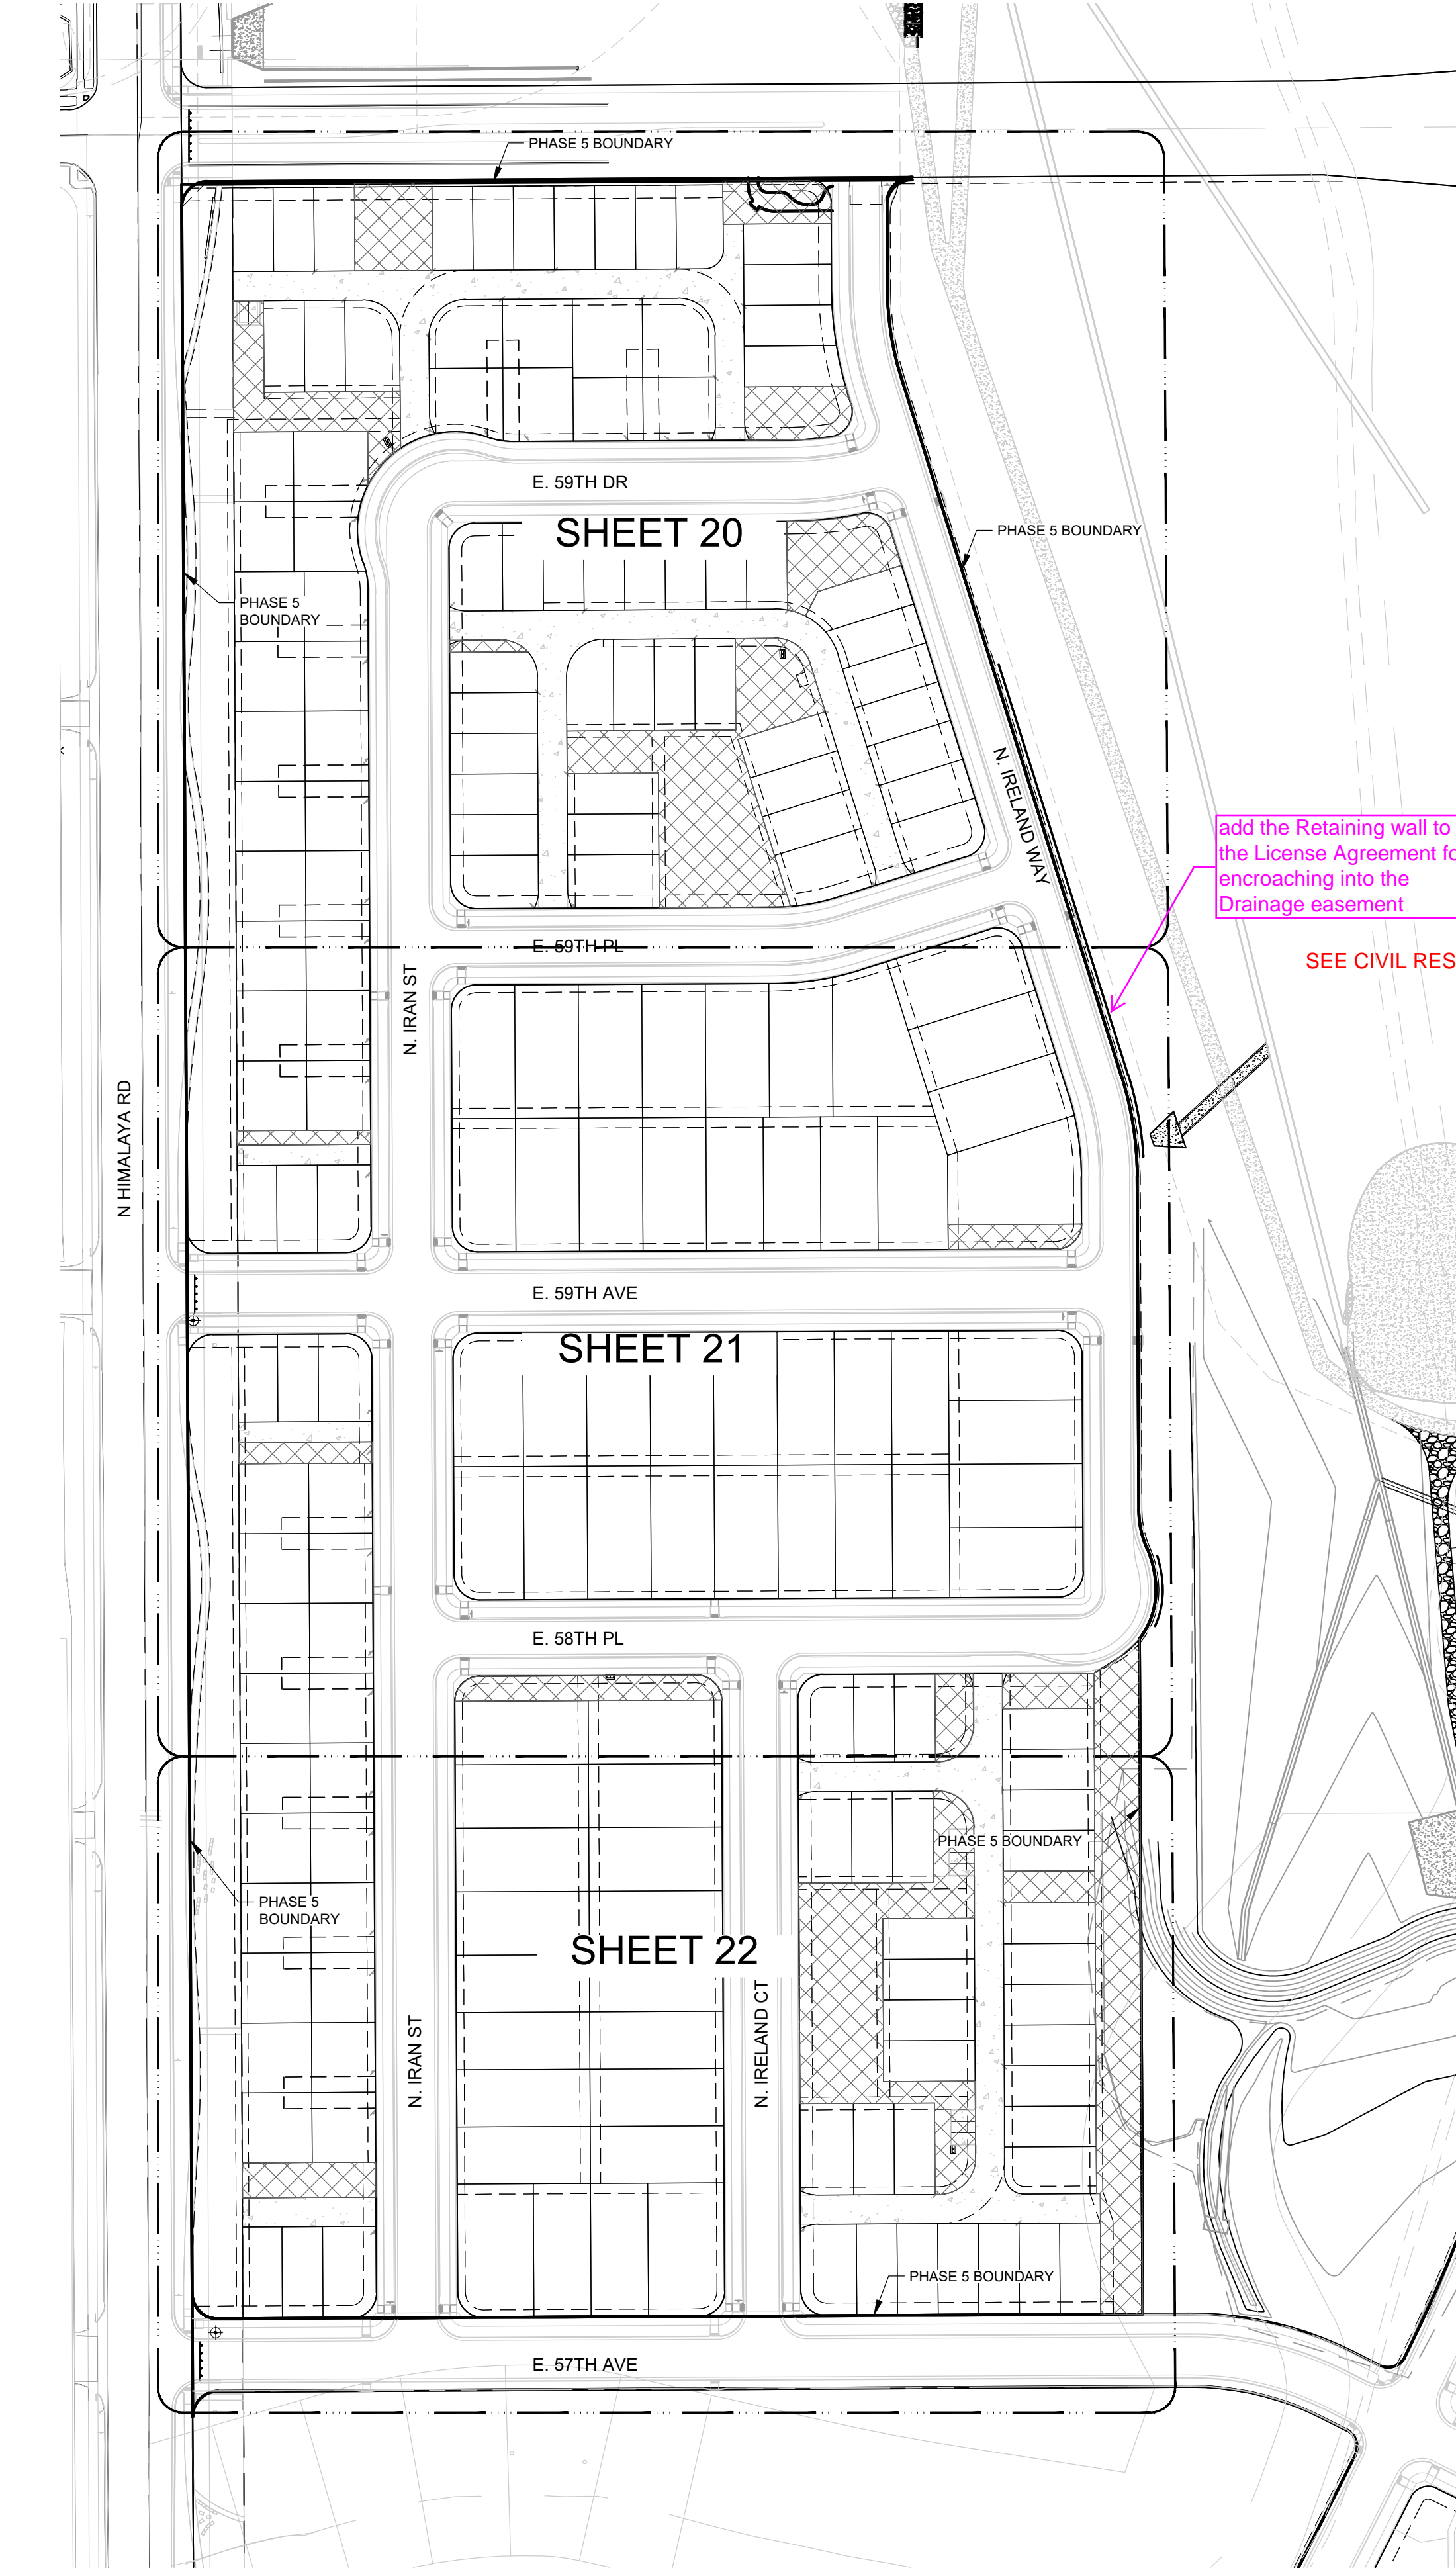 PHASE 5 BOUNDARY
E. 59TH DR
SHEET 20
PHASE 5 BOUNDARY
PHASE 5
BOUNDARY
N. IRELAND WAY
add the Retaining wall to
the License Agreement fo
encroaching into the
Drainage easement
E. 59TH PL
SEE CIVIL RES
N. IRAN ST
N HIMALAYA RD
E. 59TH AVE
SHEET 21
E. 58TH PL
PHASE 5 BOUNDARY
PHASE 5
BOUNDARY
SHEET 22
N. IRAN ST
N. IRELAND CT
PHASE 5 BOUNDARY
E. 57TH AVE